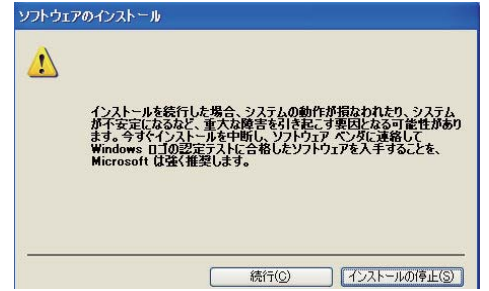 ソフトウェアのインストール
インストールを続行した場合、システムの動作が損なわれたり、システム
が不安定になるなど、重大な障害を引き起こす要因となる可能性があり
ます。今すぐインストールを中断し、ソフトウェア ベンダに連絡して
Windows ロゴの認定テストに合格したソフトウェアを入手することを、
Microsoft は強く推奨します。
続行(C)
インストールの停止(S)